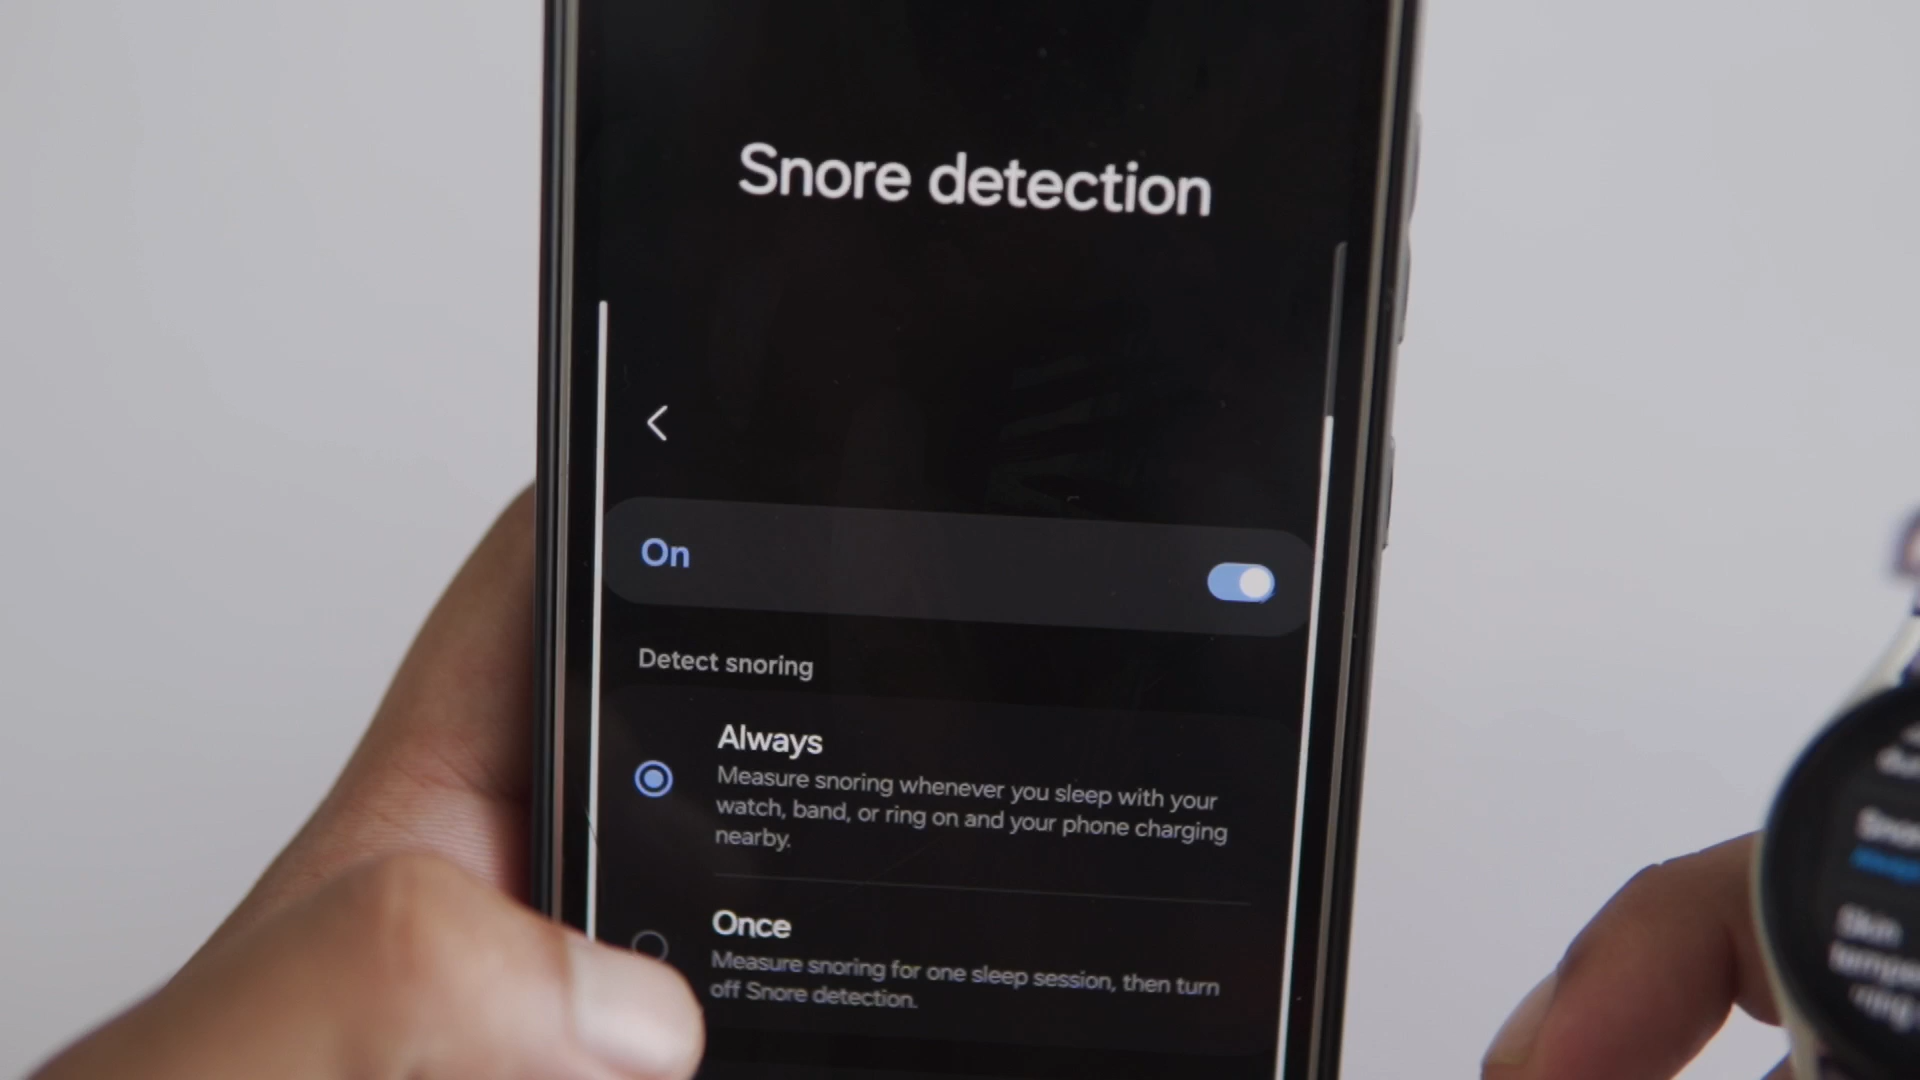 Snore detection
On
Detect snoring
Always
Measure snoring whenever you sleep with your
watch, band, or ring on and your phone charging
nearby.
Once
Measure snoring for one sleep session, then turn
off Snore detection.
Skin